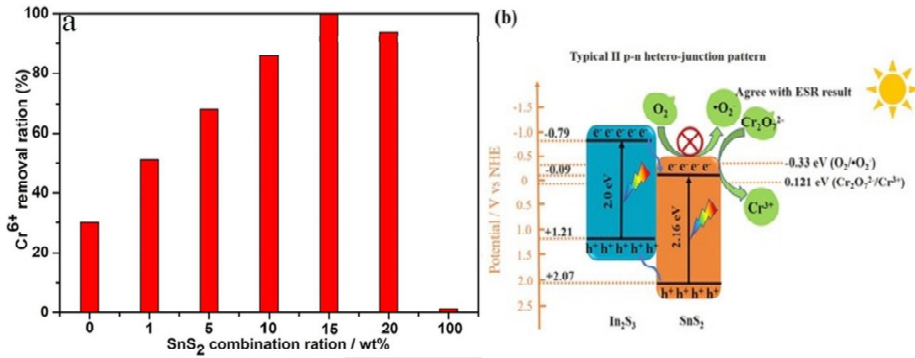 a
Cr6+ removal ration (%)
100
80
60
40
20
0
0 1 5 10 15 20 100
SnS2 combination ration / wt%
(b)
Typical II p-n hetero-junction pattern
Agree with ESR result
O2
•O2
Cr2O7 2-
Potential / V vs NHE
-1.5
-1.0
-0.5
0
0.5
1.0
1.5
2.0
2.5
-0.79
-0.09
+1.21
+2.07
e- e- e- e- e-
2.0 eV
h+ h+ h+ h+ h+
e- e- e- e-
2.16 eV
h+ h+ h+ h+
-0.33 eV (O2/•O2-)
0.121 eV (Cr2O7 2-/Cr3+)
Cr3+
In2S3
SnS2